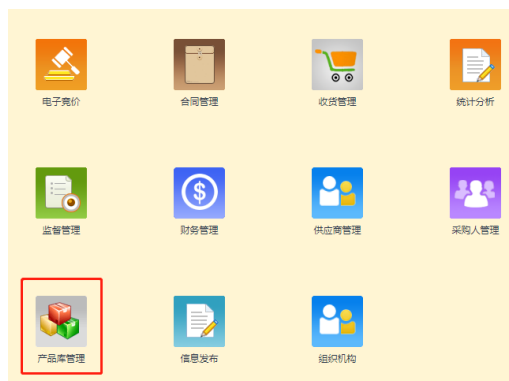 电子竞价
合同管理
收货管理
统计分析
监督管理
财务管理
供应商管理
采购人管理
产品库管理
信息发布
组织机构